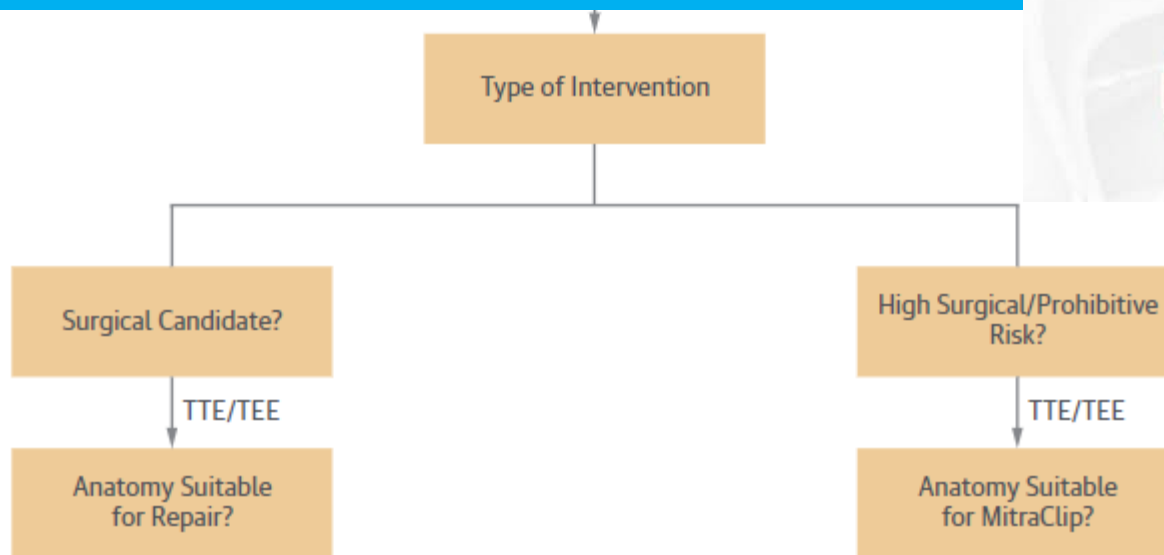 Type of Intervention
Surgical Candidate?
High Surgical/Prohibitive
Risk?
TTE/TEE
TTE/TEE
Anatomy Suitable
for Repair?
Anatomy Suitable
for MitraClip?